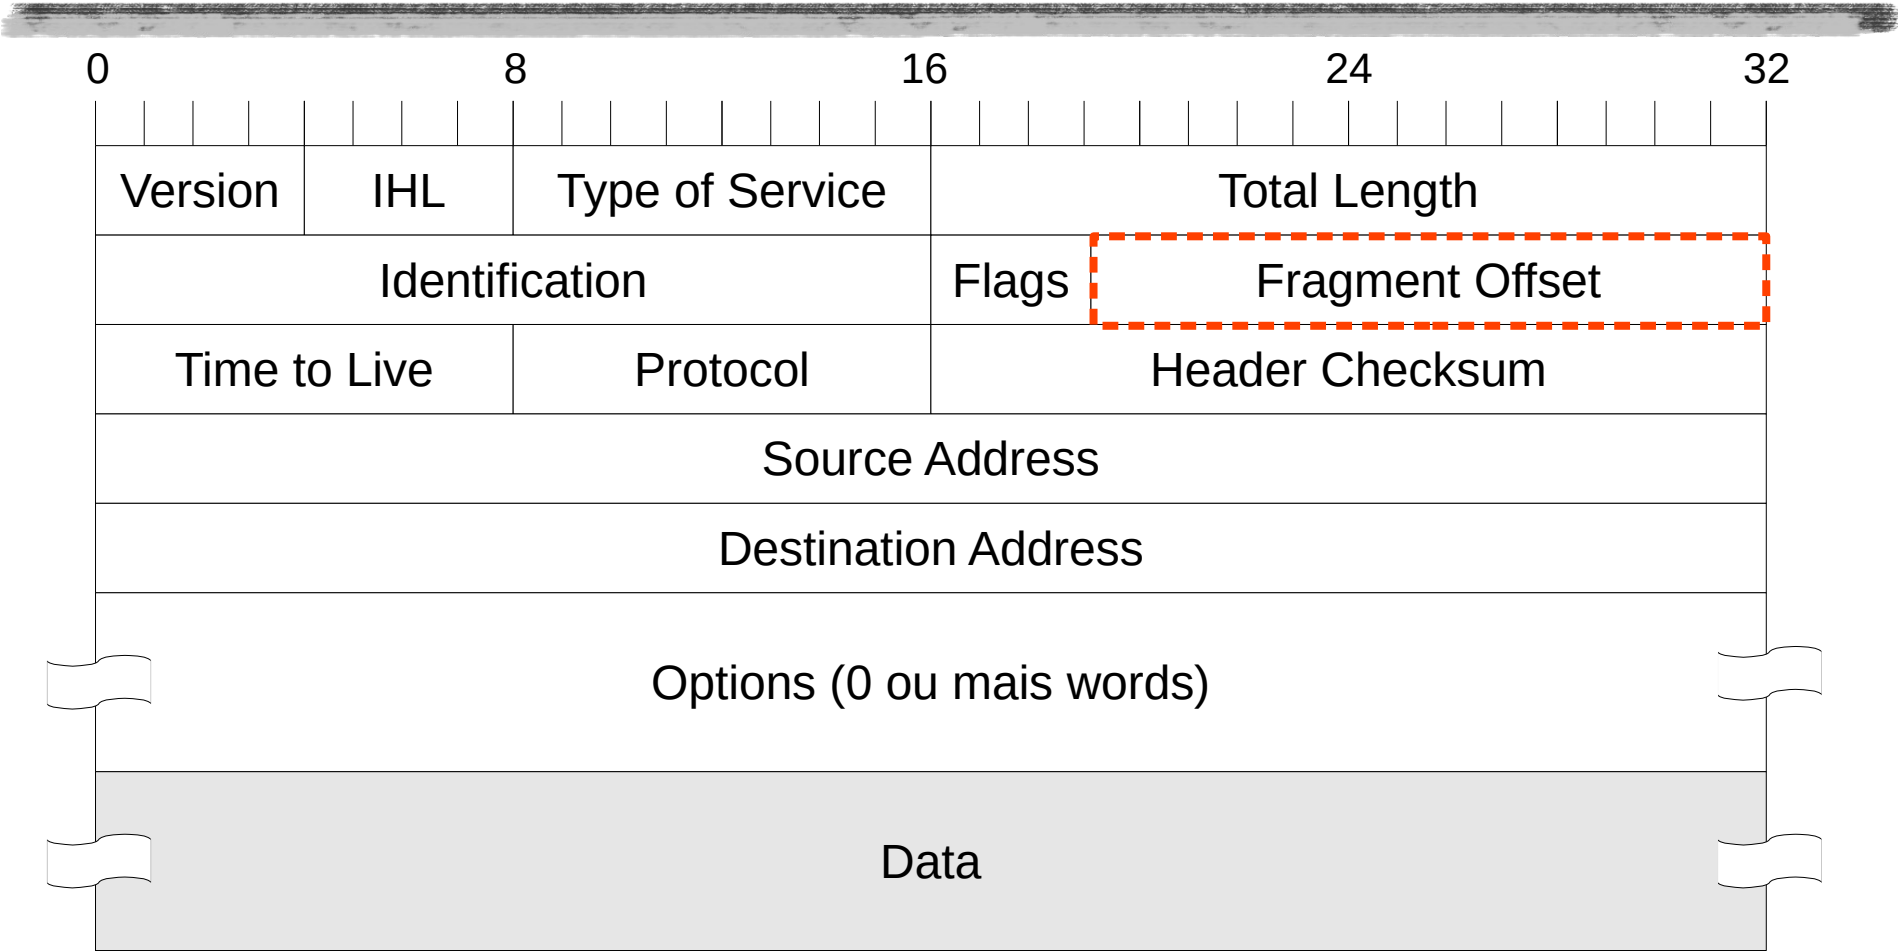 0 8 16 24 32
Version IHL Type of Service Total Length
Identification Flags Fragment Offset
Time to Live Protocol Header Checksum
Source Address
Destination Address
Options (0 ou mais words)
Data